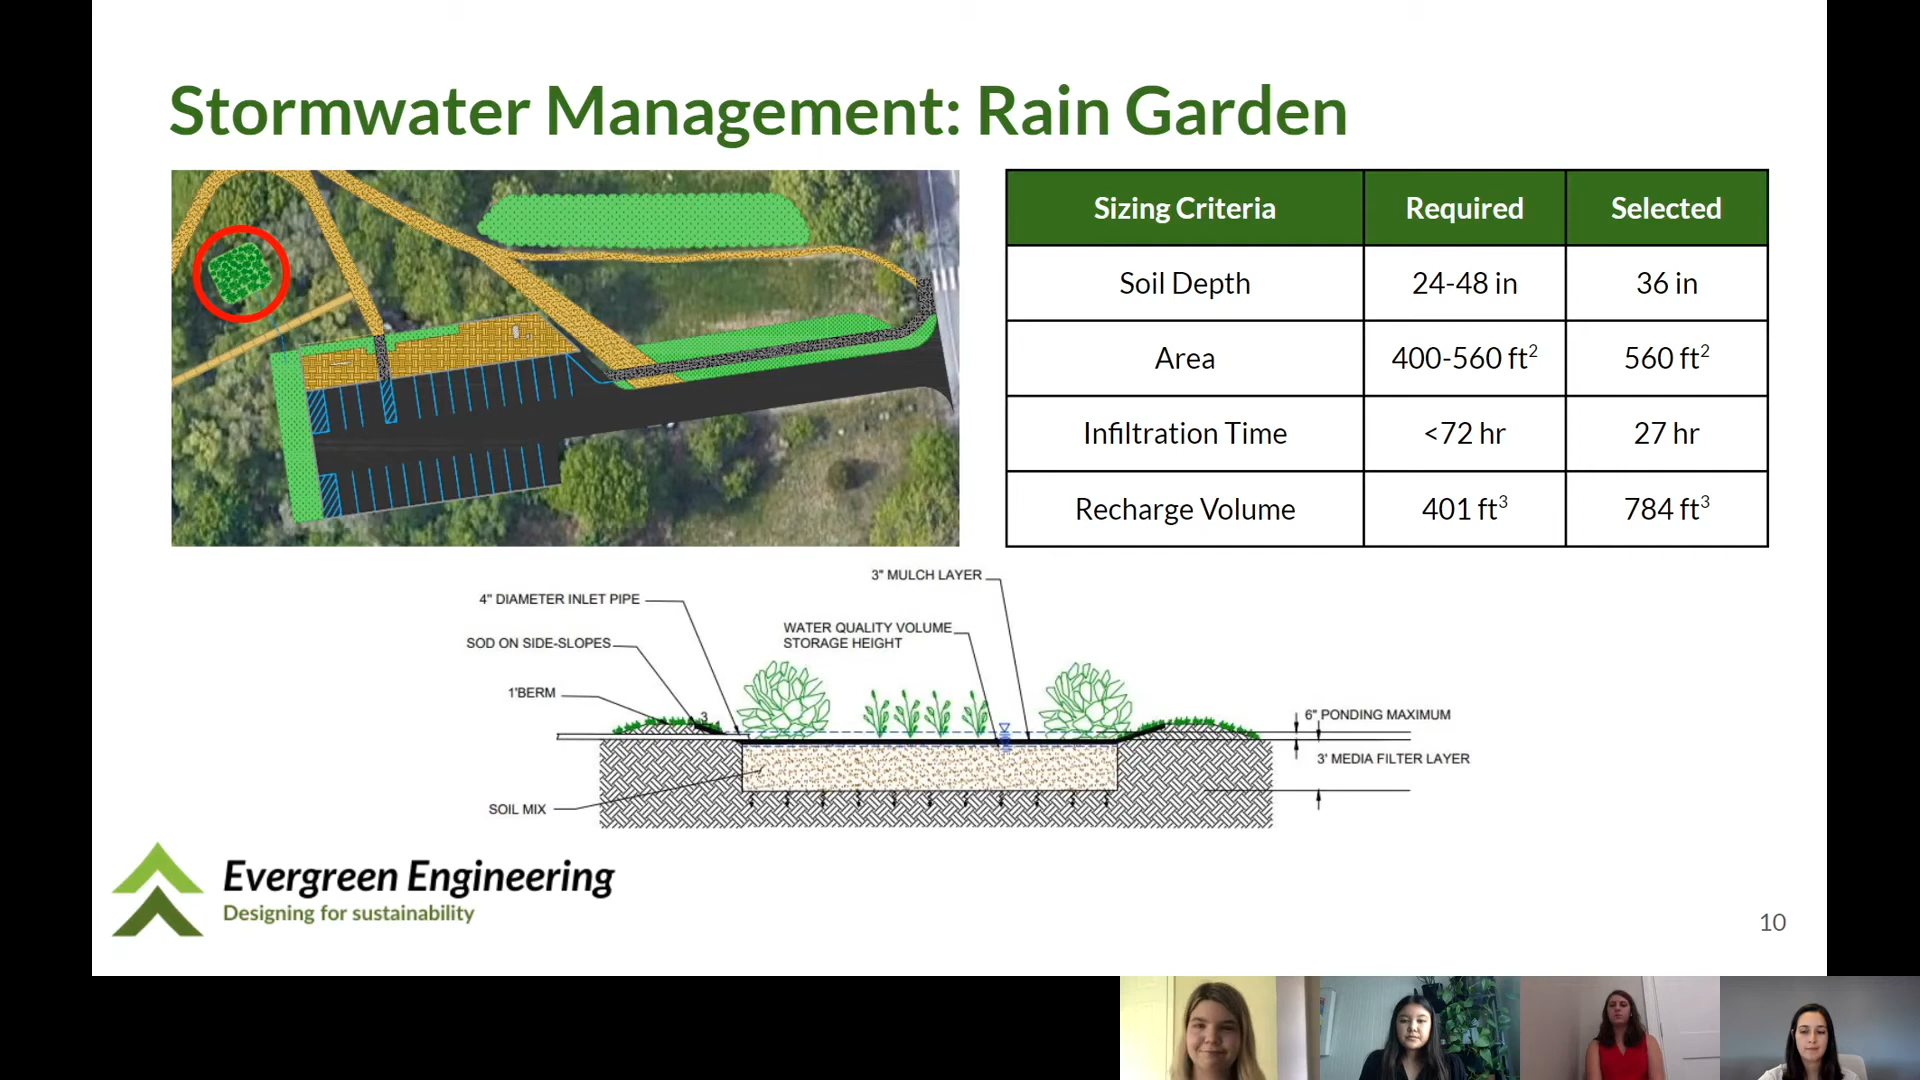 Stormwater Management: Rain Garden
Sizing Criteria Required Selected
Soil Depth 24-48 in 36 in
Area 400-560 ft² 560 ft²
Infiltration Time <72 hr 27 hr
Recharge Volume 401 ft³ 784 ft³
3" MULCH LAYER
4" DIAMETER INLET PIPE
WATER QUALITY VOLUME
STORAGE HEIGHT
SOD ON SIDE-SLOPES
1'BERM
3
6" PONDING MAXIMUM
3' MEDIA FILTER LAYER
SOIL MIX
Evergreen Engineering
Designing for sustainability
10